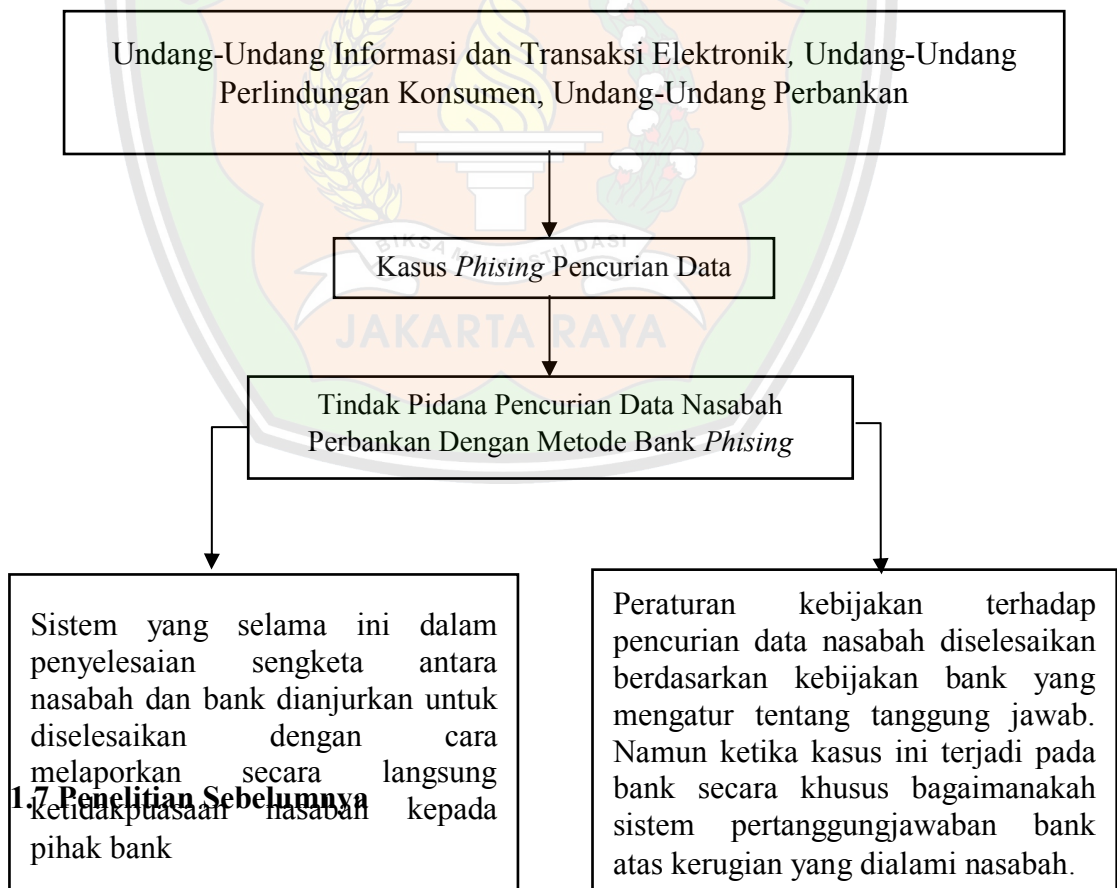 Undang-Undang Informasi dan Transaksi Elektronik, Undang-Undang
Perlindungan Konsumen, Undang-Undang Perbankan
Kasus Phising Pencurian Data
JAKARTA RAYA
Tindak Pidana Pencurian Data Nasabah
Perbankan Dengan Metode Bank Phising
Sistem yang selama ini dalam
penyelesaian sengketa antara
nasabah dan bank dianjurkan untuk
diselesaikan dengan cara
melaporkan secara langsung
ketidakpuasaan nasabah kepada
pihak bank
1.7 Penelitian Sebelumnya
Peraturan kebijakan terhadap
pencurian data nasabah diselesaikan
berdasarkan kebijakan bank yang
mengatur tentang tanggung jawab.
Namun ketika kasus ini terjadi pada
bank secara khusus bagaimanakah
sistem pertanggungjawaban bank
atas kerugian yang dialami nasabah.